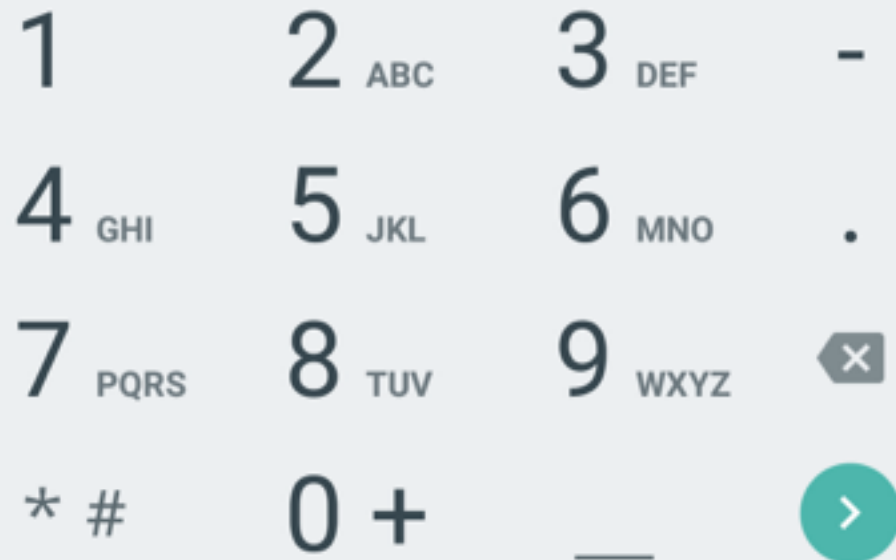 1 2 ABC 3 DEF -
4 GHI 5 JKL 6 MNO .
7 PQRS 8 TUV 9 WXYZ
* # 0 + _